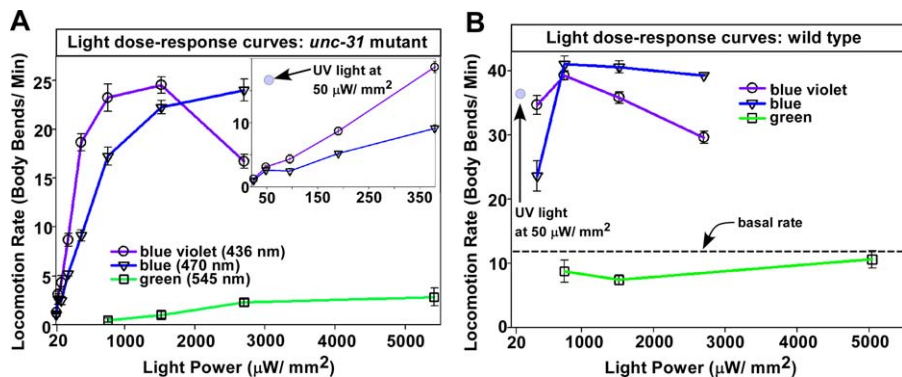 A
Light dose-response curves: unc-31 mutant
Locomotion Rate (Body Bends/ Min)
25
20
15
10
5
0
20
1000
2000
3000
4000
5000
Light Power (µW/ mm²)
UV light at
50 µW/ mm²
10
0
50
150
250
350
blue violet (436 nm)
blue (470 nm)
green (545 nm)
B
Light dose-response curves: wild type
Locomotion Rate (Body Bends/ Min)
40
30
20
10
0
20
1000
2000
3000
4000
5000
Light Power (µW/ mm²)
blue violet
blue
green
UV light
at 50 µW/ mm²
basal rate